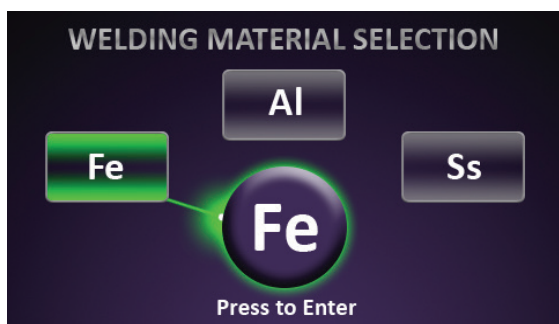 WELDING MATERIAL SELECTION
Al
Fe
Ss
Fe
Press to Enter